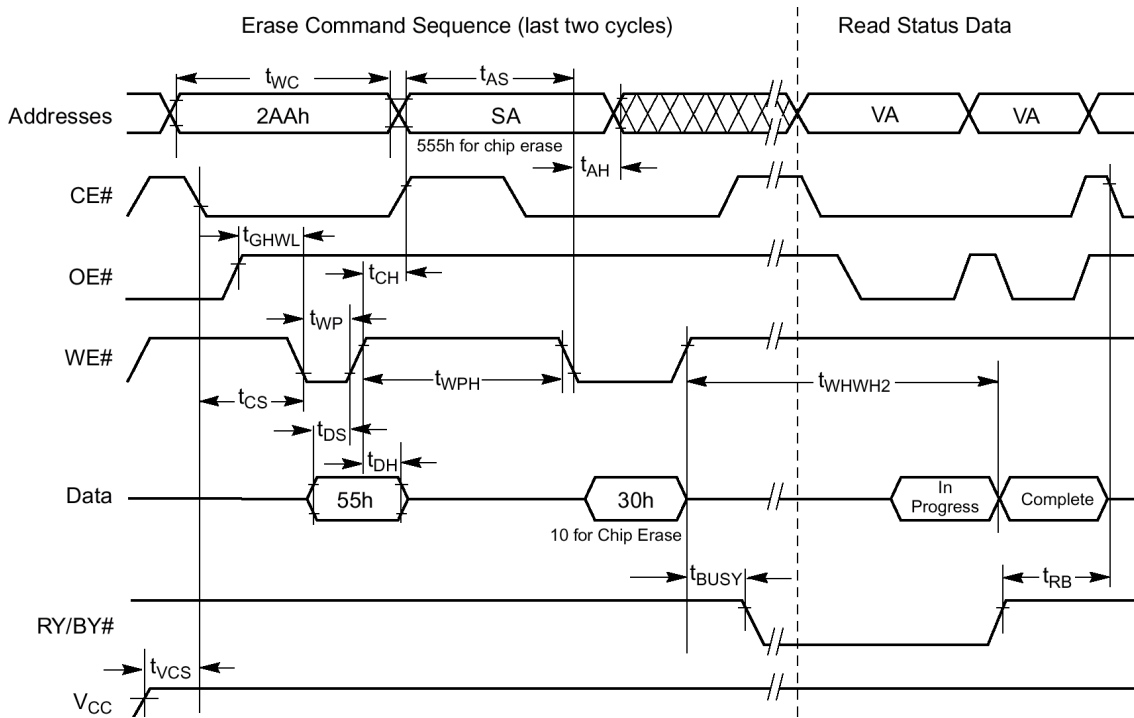 Erase Command Sequence (last two cycles)
Read Status Data
tWC
tAS
Addresses
2AAh
SA
VA
VA
555h for chip erase
tAH
CE#
tGHWL
OE#
tCH
tWP
WE#
tWPH
tWHWH2
tCS
tDS
tDH
Data
55h
30h
In
Progress
Complete
10 for Chip Erase
tBUSY
tRB
RY/BY#
tVCS
VCC